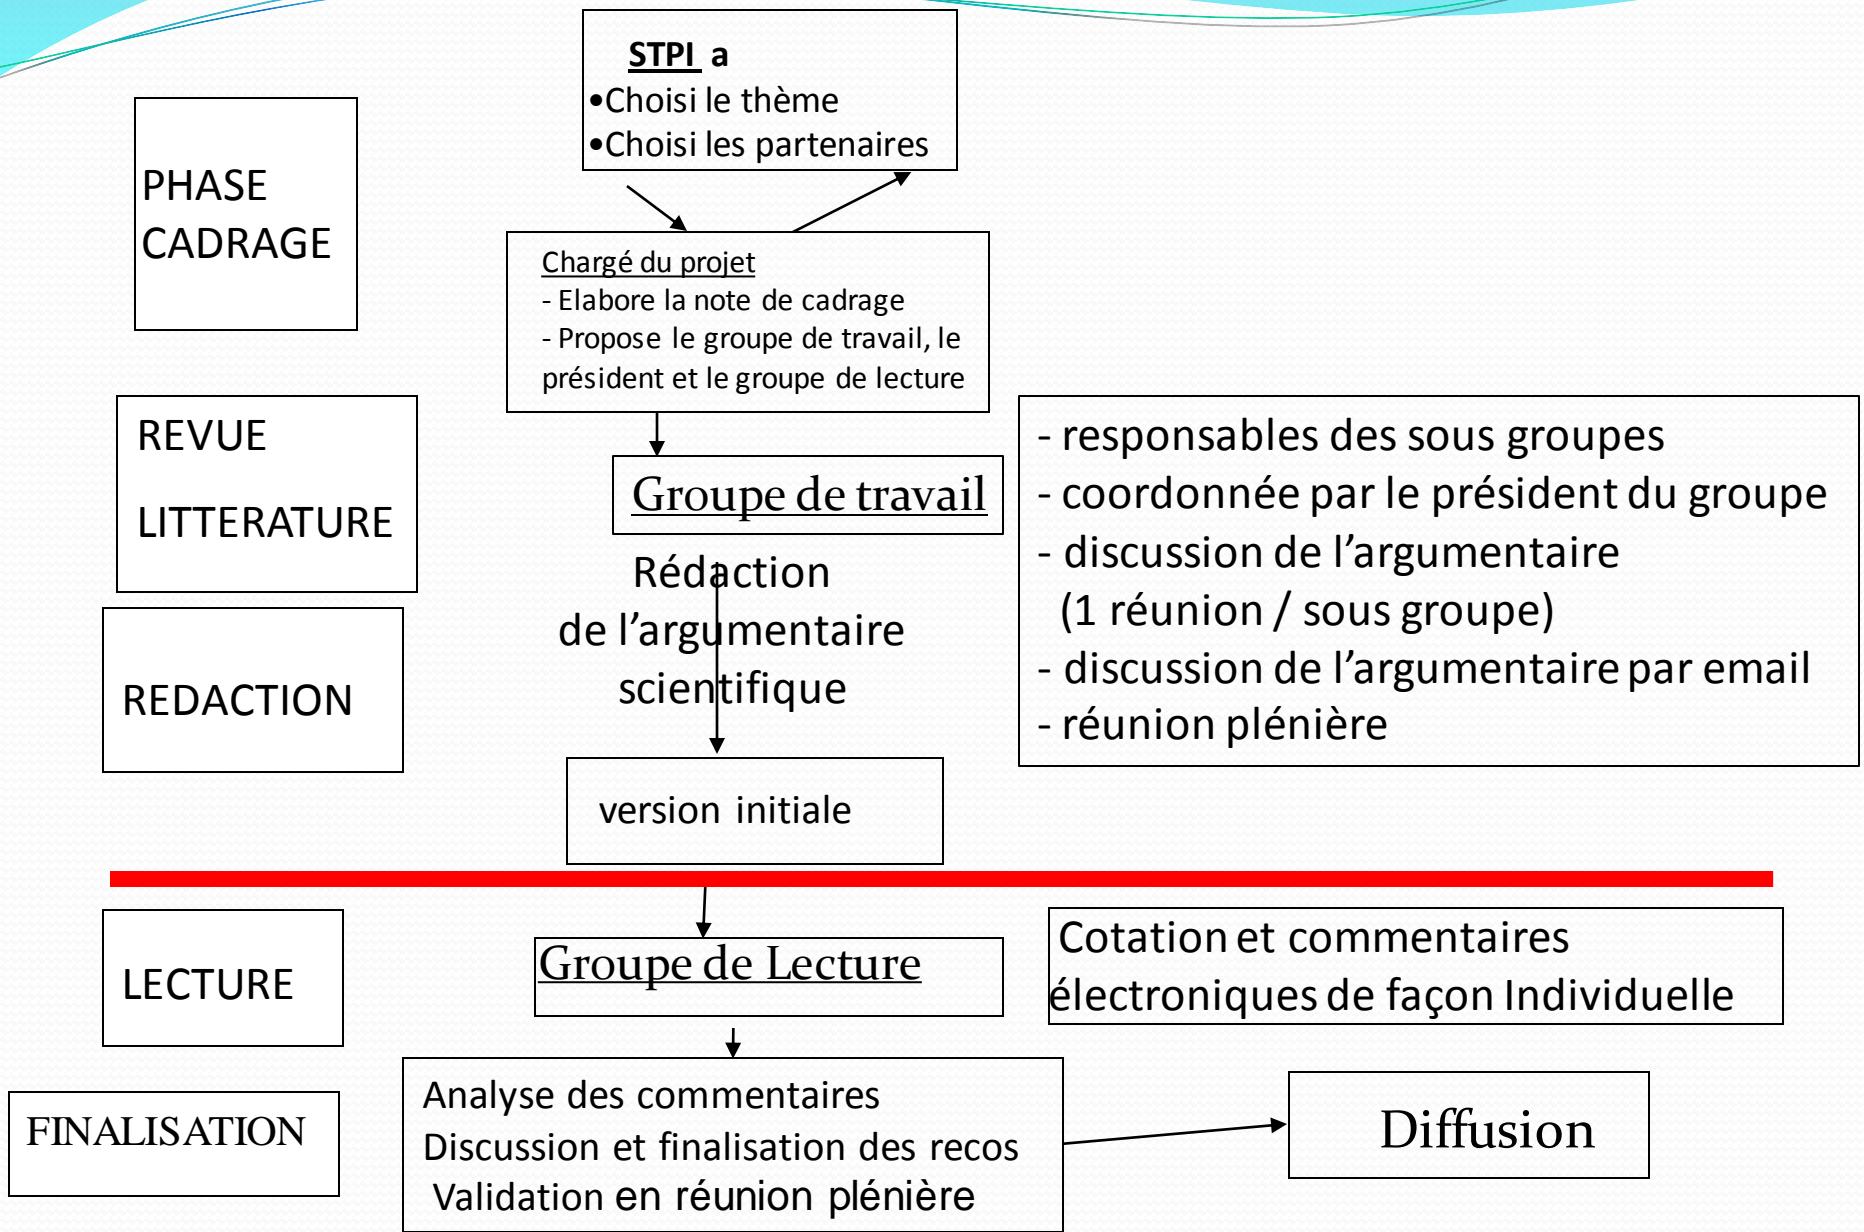 STPI a
•Choisi le thème
•Choisi les partenaires
PHASE
CADRAGE
Chargé du projet
- Elabore la note de cadrage
- Propose le groupe de travail, le
président et le groupe de lecture
REVUE
LITTERATURE
Groupe de travail
- responsables des sous groupes
- coordonnée par le président du groupe
- discussion de l’argumentaire
(1 réunion / sous groupe)
- discussion de l’argumentaire par email
- réunion plénière
Rédaction
de l’argumentaire
scientifique
REDACTION
version initiale
LECTURE
Groupe de Lecture
Cotation et commentaires
électroniques de façon Individuelle
FINALISATION
Analyse des commentaires
Discussion et finalisation des recos
Validation en réunion plénière
Diffusion